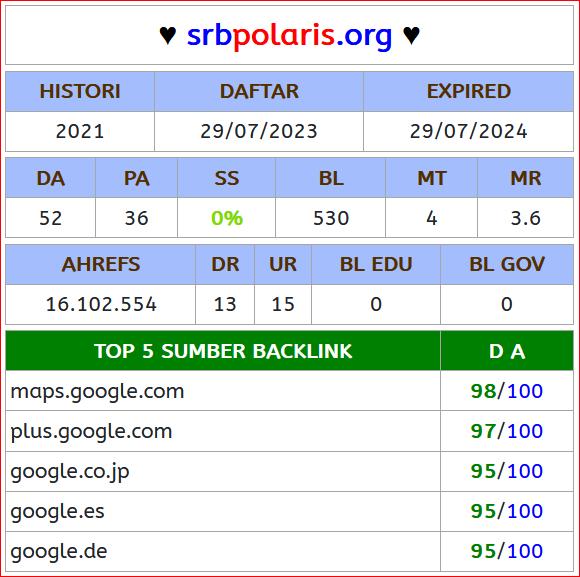 ♥ srbpolaris.org ♥
HISTORI DAFTAR EXPIRED
2021 29/07/2023 29/07/2024
DA PA SS BL MT MR
52 36 0% 530 4 3.6
AHREFS DR UR BL EDU BL GOV
16.102.554 13 15 0 0
TOP 5 SUMBER BACKLINK D A
maps.google.com 98/100
plus.google.com 97/100
google.co.jp 95/100
google.es 95/100
google.de 95/100